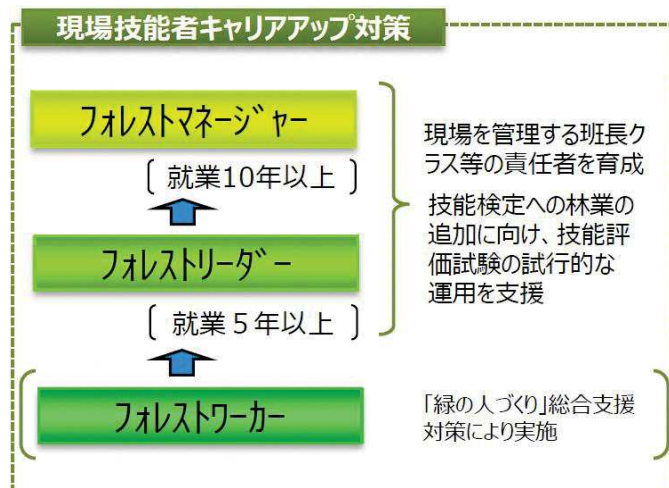 現場技能者キャリアアップ対策
フォレストマネージャー
〔 就業10年以上 〕
フォレストリーダー
〔 就業５年以上 〕
フォレストワーカー
現場を管理する班長ク
ラス等の責任者を育成
技能検定への林業の
追加に向け、技能評
価試験の試行的な
運用を支援
「緑の人づくり」総合支援
対策により実施